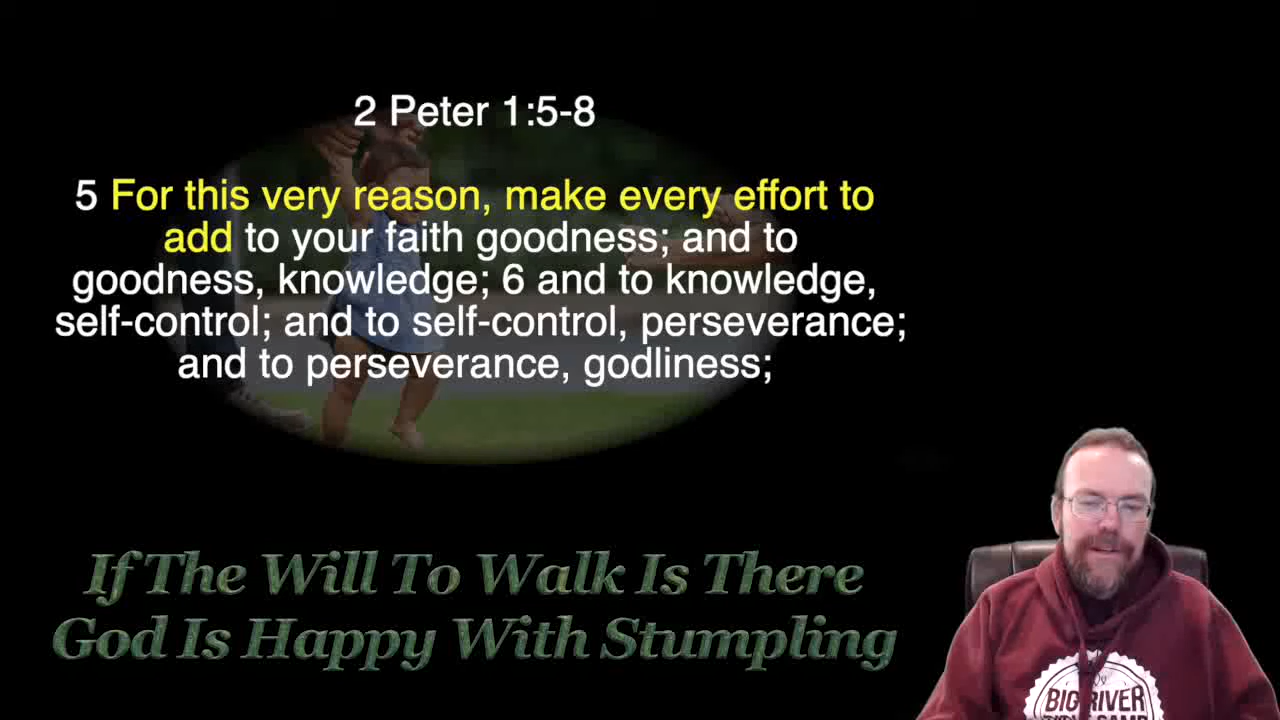 2 Peter 1:5-8
5 For this very reason, make every effort to
add to your faith goodness; and to
goodness, knowledge; 6 and to knowledge,
self-control; and to self-control, perseverance;
and to perseverance, godliness;
If The Will To Walk Is There
God Is Happy With Stumpling
BIG RIVER